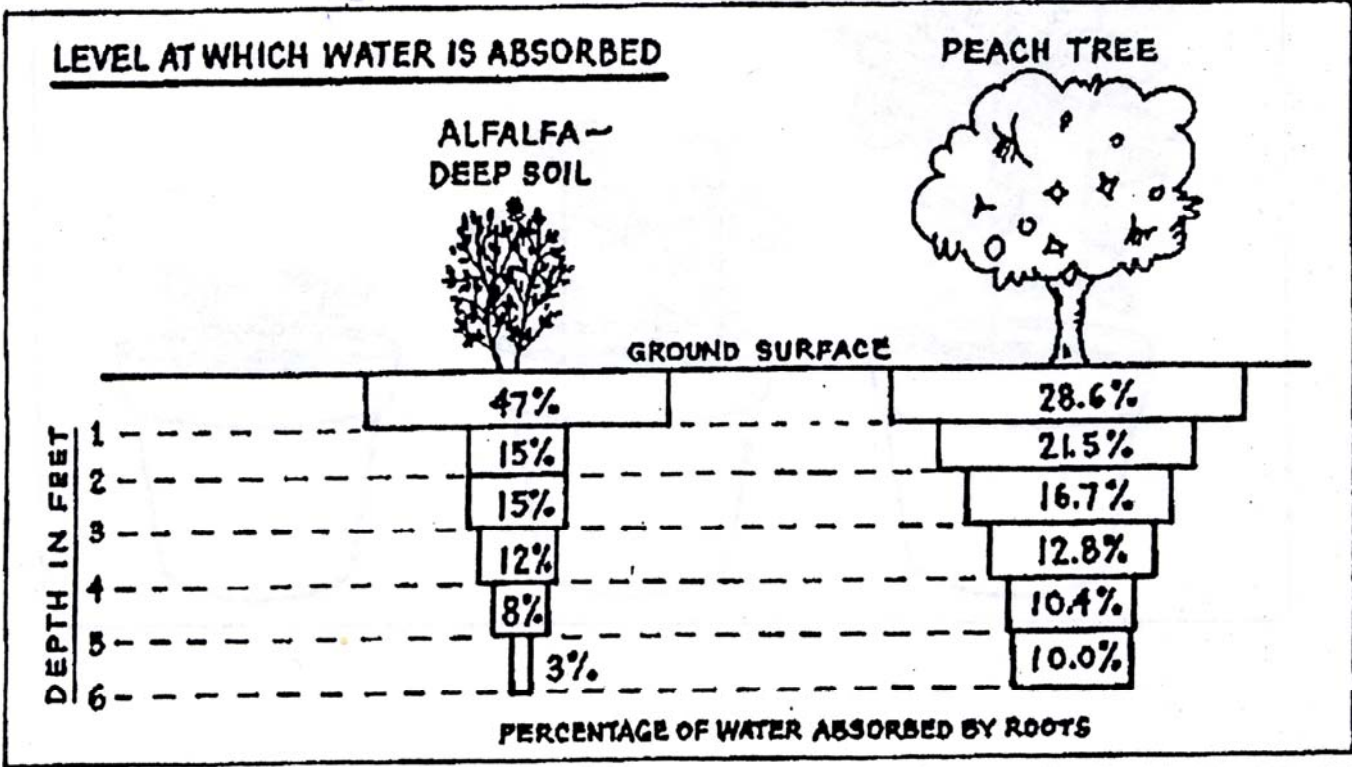 LEVEL AT WHICH WATER IS ABSORBED
PEACH TREE
ALFALFA~
DEEP SOIL
GROUND SURFACE
47%
28.6%
DEPTH IN FEET
1
15%
21.5%
2
15%
16.7%
3
12%
12.8%
4
8%
10.4%
5
3%
10.0%
6
PERCENTAGE OF WATER ABSORBED BY ROOTS